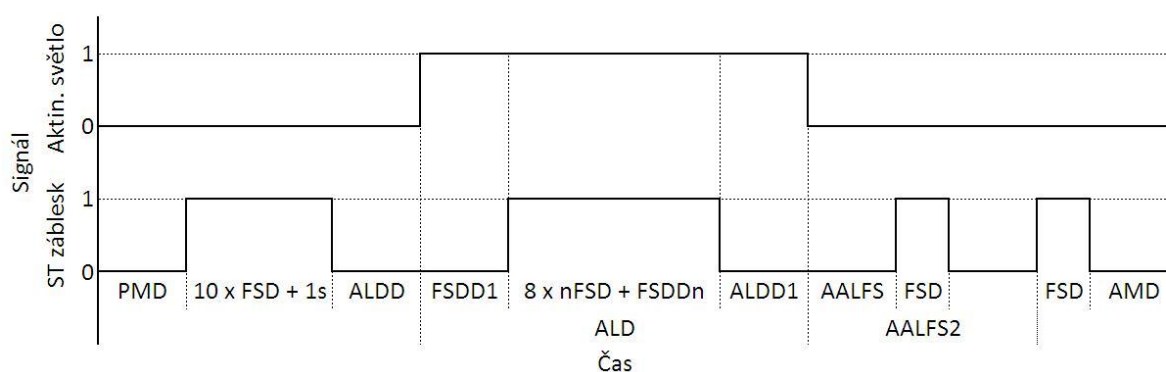 Signál
Aktin. světlo
1
0
ST záblesk
1
0
PMD 10 x FSD + 1s ALDD FSDD1 8 x nFSD + FSDDn ALDD1 AALFS FSD FSD AMD
ALD AALFS2
Čas